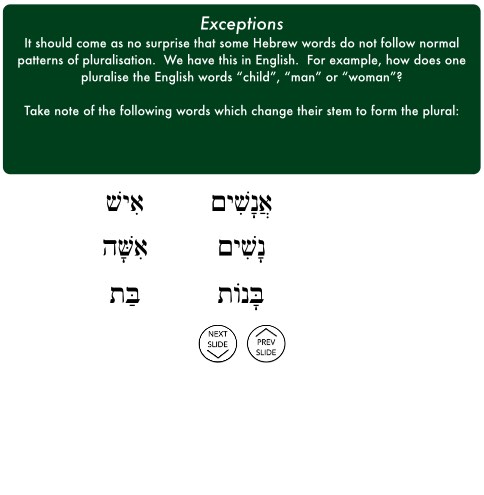 Exceptions
It should come as no surprise that some Hebrew words do not follow normal
patterns of pluralisation. We have this in English. For example, how does one
pluralise the English words “child”, “man” or “woman”?
Take note of the following words which change their stem to form the plural:
אִישׁ אֲנָשִׁים
אִשָּׁה נָשִׁים
בַּת בָּנוֹת
NEXT
SLIDE
PREV
SLIDE